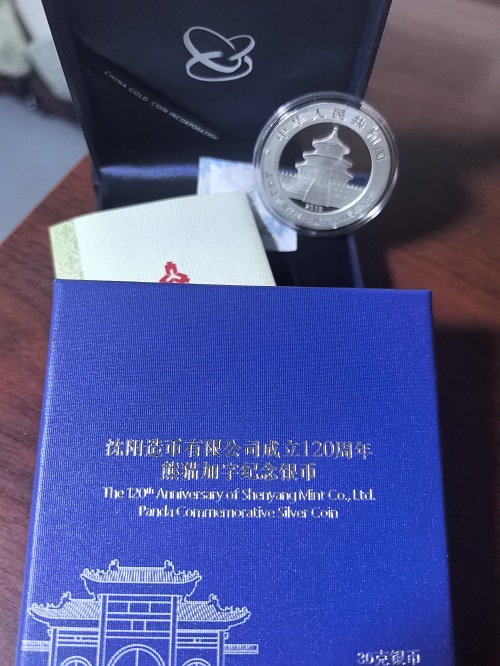 CHINA GOLD COIN INCORPORATION
中华人民共和国
沈阳造币有限公司成立120周年
熊猫加字纪念银币
The 120th Anniversary of Shenyang Mint Co., Ltd.
Panda Commemorative Silver Coin
30克银币